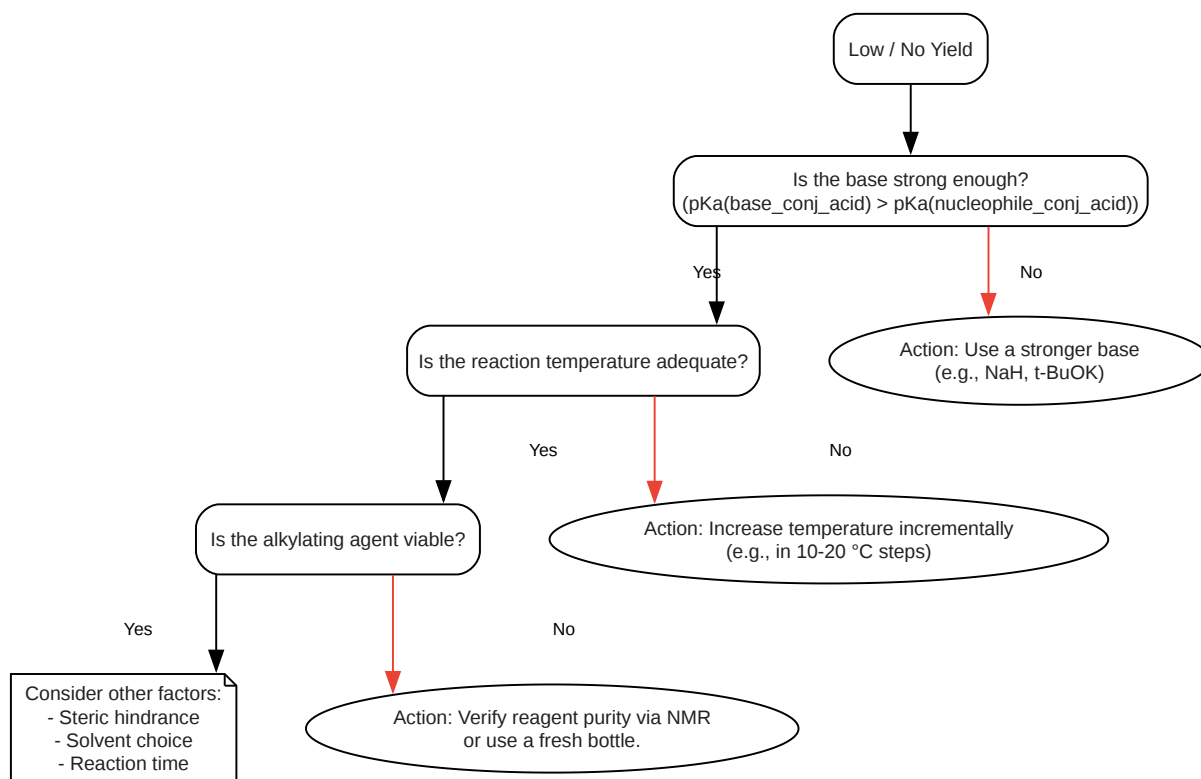 Low / No Yield
Is the base strong enough?
(pKa(base_conj_acid) > pKa(nucleophile_conj_acid))
Yes
No
Is the reaction temperature adequate?
Action: Use a stronger base
(e.g., NaH, t-BuOK)
Yes
No
Is the alkylating agent viable?
Action: Increase temperature incrementally
(e.g., in 10-20 °C steps)
Yes
No
Consider other factors:
- Steric hindrance
- Solvent choice
- Reaction time
Action: Verify reagent purity via NMR
or use a fresh bottle.